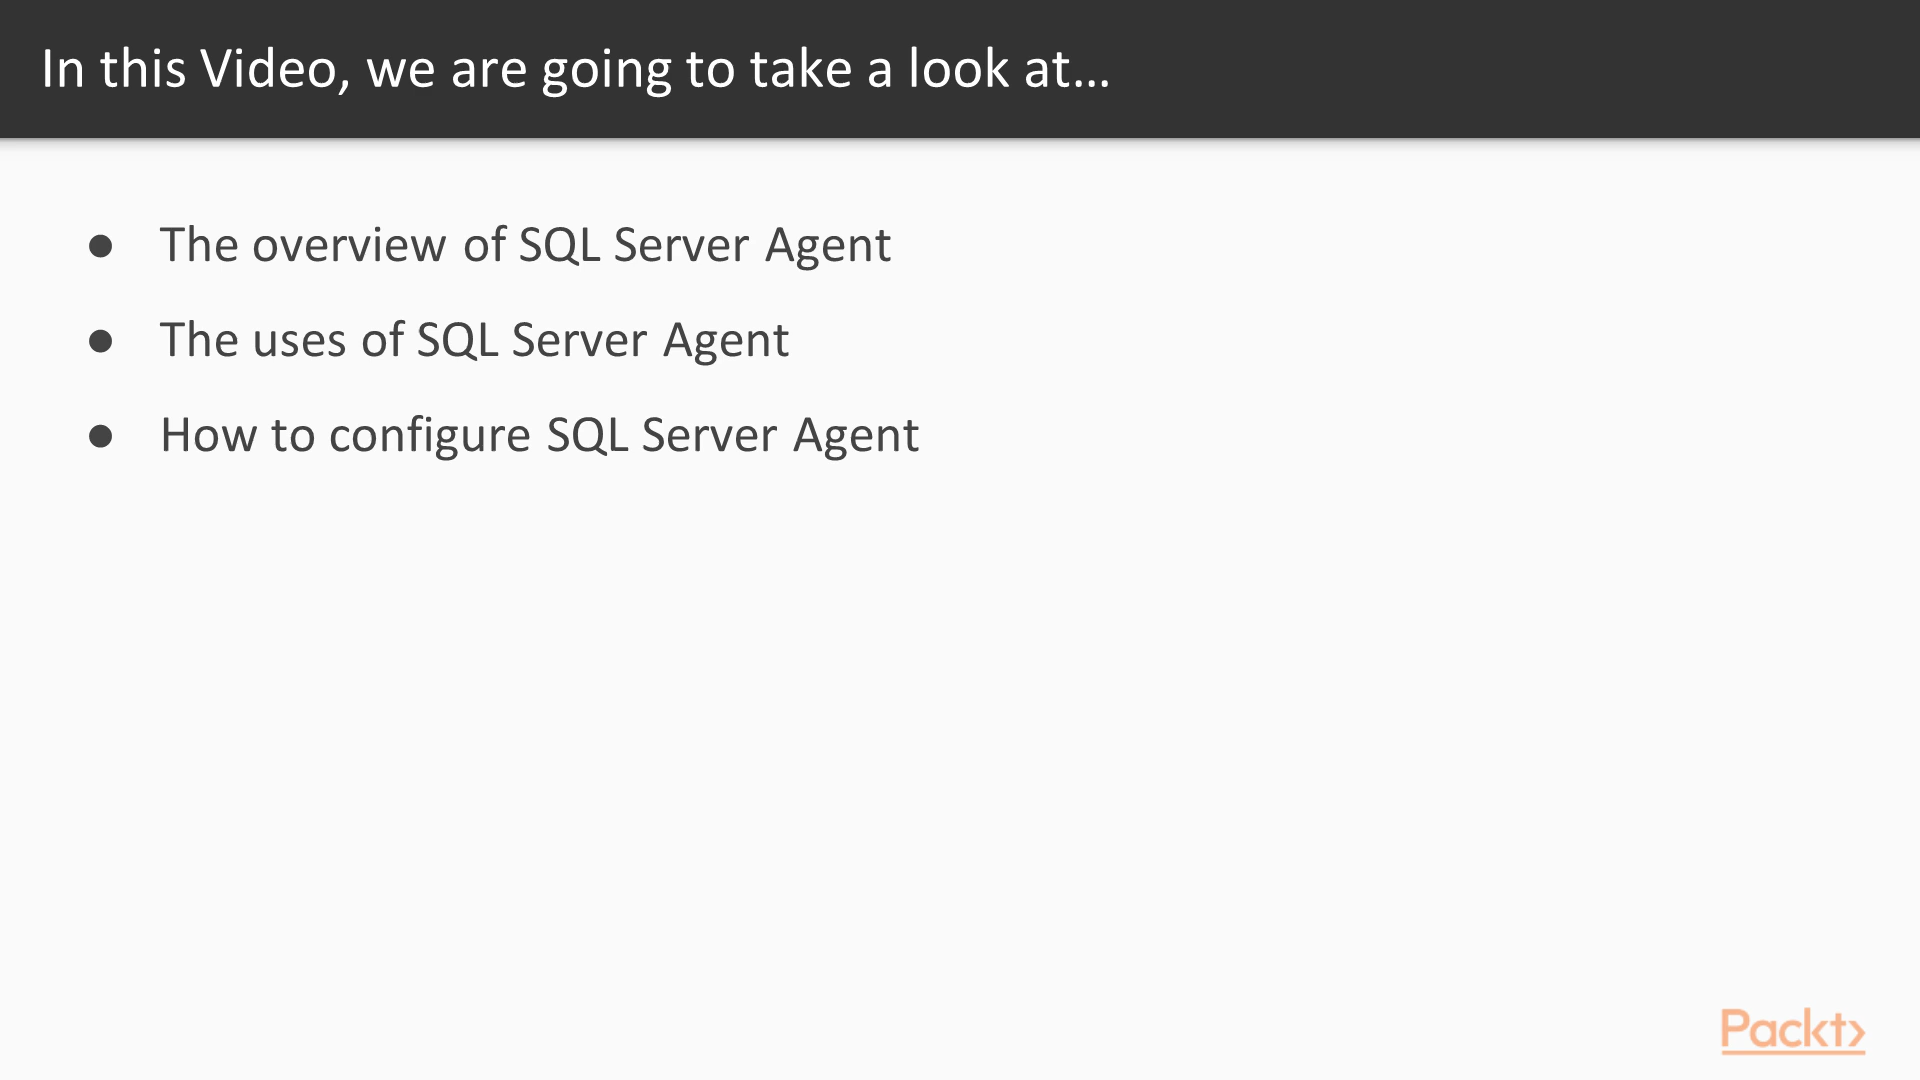 In this Video, we are going to take a look at...
● The overview of SQL Server Agent
● The uses of SQL Server Agent
● How to configure SQL Server Agent
Packt>